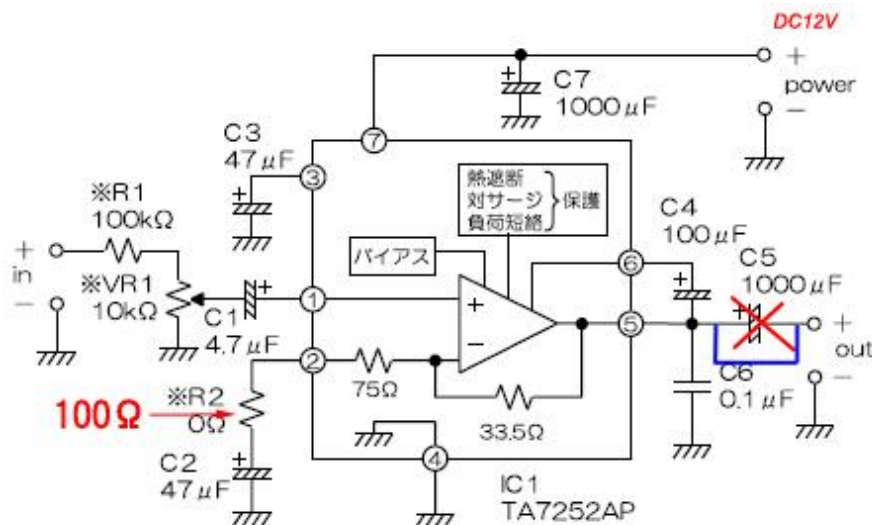 DC12V
+
power
−
+
C7
1000μF
⑦
C3
47μF
+
③
※R1
100kΩ
熱遮断
対サージ
負荷短絡
保護
バイアス
C4
100μF
+
⑥
C5
1000μF
+
in
−
※VR1
10kΩ
C1
4.7μF
+
①
+
−
⑤
+
+
out
−
②
75Ω
33.5Ω
C6
0.1μF
100Ω
※R2
0Ω
+
C2
47μF
④
IC1
TA7252AP